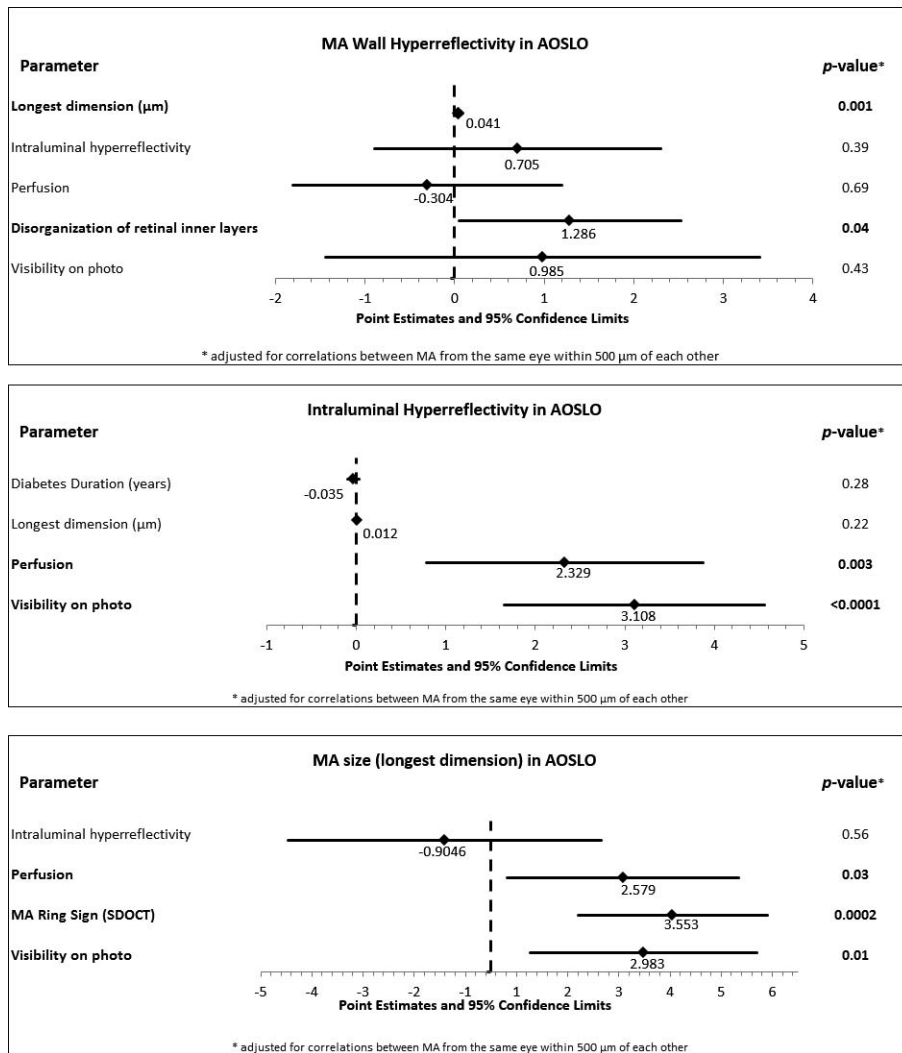 MA Wall Hyperreflectivity in AOSLO
Parameter p-value*
Longest dimension (µm) 0.001
0.041
Intraluminal hyperreflectivity 0.39
0.705
Perfusion 0.69
-0.304
Disorganization of retinal inner layers 0.04
1.286
Visibility on photo 0.43
0.985
-2 -1 0 1 2 3 4
Point Estimates and 95% Confidence Limits
* adjusted for correlations between MA from the same eye within 500 µm of each other
Intraluminal Hyperreflectivity in AOSLO
Parameter p-value*
Diabetes Duration (years) 0.28
-0.035
Longest dimension (µm) 0.22
0.012
Perfusion 0.003
2.329
Visibility on photo <0.0001
3.108
-1 0 1 2 3 4 5
Point Estimates and 95% Confidence Limits
* adjusted for correlations between MA from the same eye within 500 µm of each other
MA size (longest dimension) in AOSLO
Parameter p-value*
Intraluminal hyperreflectivity 0.56
-0.9046
Perfusion 0.03
2.579
MA Ring Sign (SDOCT) 0.0002
3.553
Visibility on photo 0.01
2.983
-5 -4 -3 -2 -1 0 1 2 3 4 5 6
Point Estimates and 95% Confidence Limits
* adjusted for correlations between MA from the same eye within 500 µm of each other